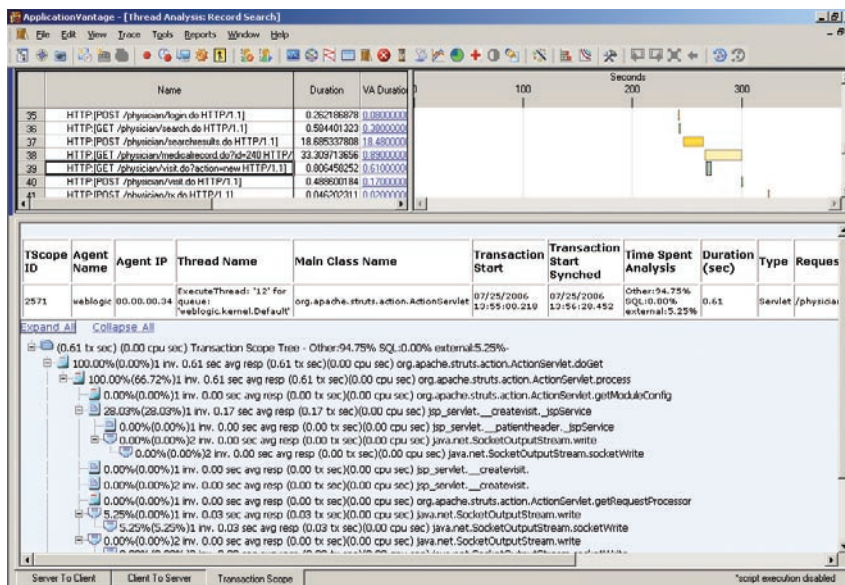 ApplicationVantage - [Thread Analysis: Record Search]
File Edit View Trace Tools Reports Window Help
Name Duration VA Duration Seconds
100 200 300
35 HTTP:[POST /physician/login.do HTTP/1.1] 0.262186878 0.0800000
36 HTTP:[GET /physician/search.do HTTP/1.1] 0.584401323 0.3800000
37 HTTP:[POST /physician/searchresults.do HTTP/1.1] 18.685337808 18.480000
38 HTTP:[GET /physician/medicalrecord.do?id=240 HTTP/ 33.309713656 0.8900000
39 HTTP:[GET /physician/visit.do?action=new HTTP/1.1] 0.806458252 0.6100000
40 HTTP:[POST /physician/visit.do HTTP/1.1] 0.488600184 0.1700000
41 HTTP:[POST /physician/tx.do HTTP/1.1] 0.046202311 0.0200000
TScope ID Agent Name Agent IP Thread Name Main Class Name Transaction Start Transaction Start Synched Time Spent Analysis Duration (sec) Type Reques
2571 weblogic 00.00.00.34 ExecuteThread: '12' for queue: 'weblogic.kernel.Default' org.apache.struts.action.ActionServlet 07/25/2006 13:55:00.218 07/25/2006 13:56:28.452 Other:94.75% SQL:0.00% external:5.25% 0.61 Servlet /physicia
Expand All Collapse All
(0.61 tx sec) (0.00 cpu sec) Transaction Scope Tree - Other:94.75% SQL:0.00% external:5.25%-
100.00%(0.00%)1 inv. 0.61 sec avg resp (0.61 tx sec)(0.00 cpu sec) org.apache.struts.action.ActionServlet.doGet
100.00%(66.72%)1 inv. 0.61 sec avg resp (0.61 tx sec)(0.00 cpu sec) org.apache.struts.action.ActionServlet.process
0.00%(0.00%)1 inv. 0.00 sec avg resp (0.00 tx sec)(0.00 cpu sec) org.apache.struts.action.ActionServlet.getModuleConfig
28.03%(28.03%)1 inv. 0.17 sec avg resp (0.17 tx sec)(0.00 cpu sec) jsp_servlet.__createvisit._jspService
0.00%(0.00%)1 inv. 0.00 sec avg resp (0.00 tx sec)(0.00 cpu sec) jsp_servlet.__patientheader._jspService
0.00%(0.00%)2 inv. 0.00 sec avg resp (0.00 tx sec)(0.00 cpu sec) java.net.SocketOutputStream.write
0.00%(0.00%)2 inv. 0.00 sec avg resp (0.00 tx sec)(0.00 cpu sec) java.net.SocketOutputStream.socketWrite
0.00%(0.00%)1 inv. 0.00 sec avg resp (0.00 tx sec)(0.00 cpu sec) jsp_servlet.__createvisit.
0.00%(0.00%)2 inv. 0.00 sec avg resp (0.00 tx sec)(0.00 cpu sec) jsp_servlet.__createvisit.
0.00%(0.00%)1 inv. 0.00 sec avg resp (0.00 tx sec)(0.00 cpu sec) org.apache.struts.action.ActionServlet.getRequestProcessor
5.25%(0.00%)1 inv. 0.03 sec avg resp (0.03 tx sec)(0.00 cpu sec) java.net.SocketOutputStream.write
5.25%(5.25%)1 inv. 0.03 sec avg resp (0.03 tx sec)(0.00 cpu sec) java.net.SocketOutputStream.socketWrite
0.00%(0.00%)2 inv. 0.00 sec avg resp (0.00 tx sec)(0.00 cpu sec) java.net.SocketOutputStream.write
Server To Client Client To Server Transaction Scope *script execution disabled